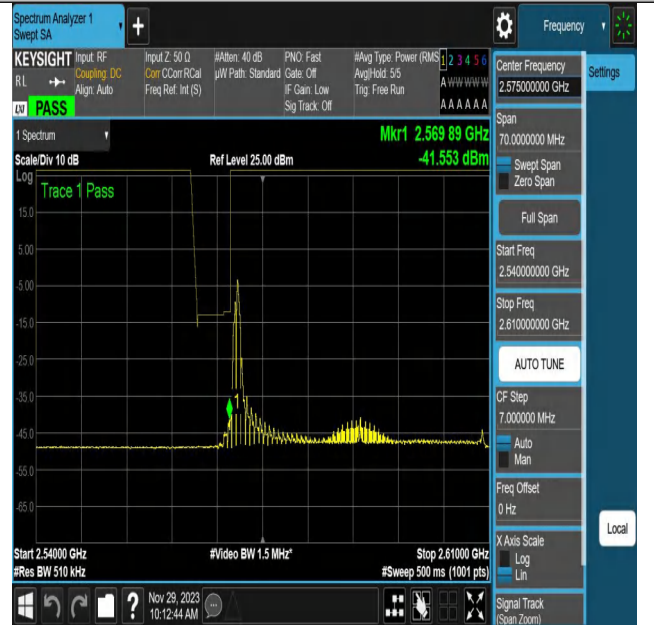 Spectrum Analyzer 1
Swept SA
+
Frequency
KEYSIGHT
RL
LXI PASS
Input: RF
Coupling: DC
Align: Auto
Input Z: 50 Ω
Corr CCorr RCal
Freq Ref: Int (S)
#Atten: 40 dB
µW Path: Standard
PNO: Fast
Gate: Off
IF Gain: Low
Sig Track: Off
#Avg Type: Power (RMS
Avg|Hold: 5/5
Trig: Free Run
1 2 3 4 5 6
A W W W W W
A A A A A A
Center Frequency
2.575000000 GHz
Settings
1 Spectrum
Scale/Div 10 dB
Ref Level 25.00 dBm
Mkr1 2.569 89 GHz
-41.553 dBm
Span
70.0000000 MHz
Swept Span
Zero Span
Full Span
Start Freq
2.540000000 GHz
Stop Freq
2.610000000 GHz
AUTO TUNE
CF Step
7.000000 MHz
Auto
Man
Freq Offset
0 Hz
X Axis Scale
Log
Lin
Signal Track
(Span Zoom)
Local
Log
Trace 1 Pass
15.0
5.00
-5.00
-15.0
-25.0
-35.0
-45.0
-55.0
-65.0
1
Start 2.54000 GHz
#Res BW 510 kHz
#Video BW 1.5 MHz*
Stop 2.61000 GHz
#Sweep 500 ms (1001 pts)
?
Nov 29, 2023
10:12:44 AM